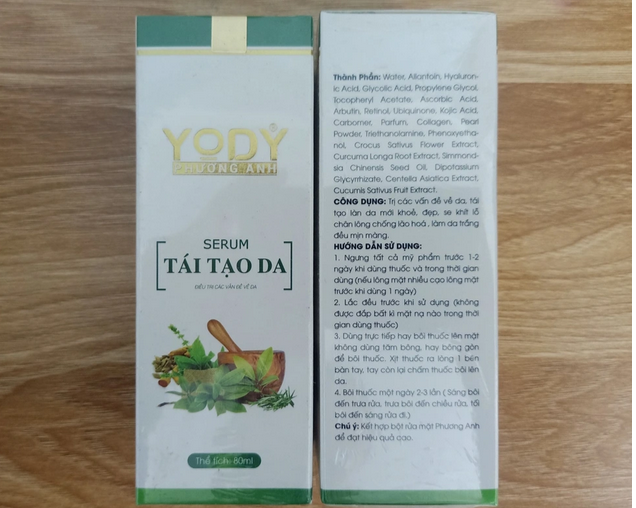 YODY
PHƯƠNG ANH
SERUM
TÁI TẠO DA
ĐIỀU TRỊ CÁC VẤN ĐỀ VỀ DA
Thể tích: 80ml
Thành Phần: Water, Allantoin, Hyaluron-
ic Acid, Glycolic Acid, Propylene Glycol,
Tocopheryl Acetate, Ascorbic Acid,
Arbutin, Retinol, Ubiquinone, Kojic Acid,
Carbomer, Parfum, Collagen, Pearl
Powder, Triethanolamine, Phenoxyetha-
nol, Crocus Sativus Flower Extract,
Curcuma Longa Root Extract, Simmond-
sia Chinensis Seed Oil, Dipotassium
Glycyrrhizate, Centella Asiatica Extract,
Cucumis Sativus Fruit Extract.
CÔNG DỤNG: Trị các vấn đề về da, tái
tạo làn da mới khoẻ, đẹp, se khít lỗ
chân lông chống lão hoá , làm da trắng
đều mịn màng.
HƯỚNG DẪN SỬ DỤNG:
1. Ngưng tất cả mỹ phẩm trước 1-2
ngày khi dùng thuốc và trong thời gian
dùng (nếu lông mặt nhiều cạo lông mặt
trước khi dùng 1 ngày)
2. Lắc đều trước khi sử dụng (không
được đắp bất kì mặt nạ nào trong thời
gian dùng thuốc)
3. Dùng trực tiếp hay bôi thuốc lên mặt
không dùng tăm bông, hay bông gòn
để bôi thuốc. Xịt thuốc ra lòng 1 bên
bàn tay, tay còn lại chấm thuốc bôi lên
da.
4. Bôi thuốc một ngày 2-3 lần ( Sáng bôi
đến trưa rửa, trưa bôi đến chiều rửa, tối
bôi đến sáng rửa đi.)
Chú ý: Kết hợp bột rửa mặt Phương Anh
để đạt hiệu quả cao.